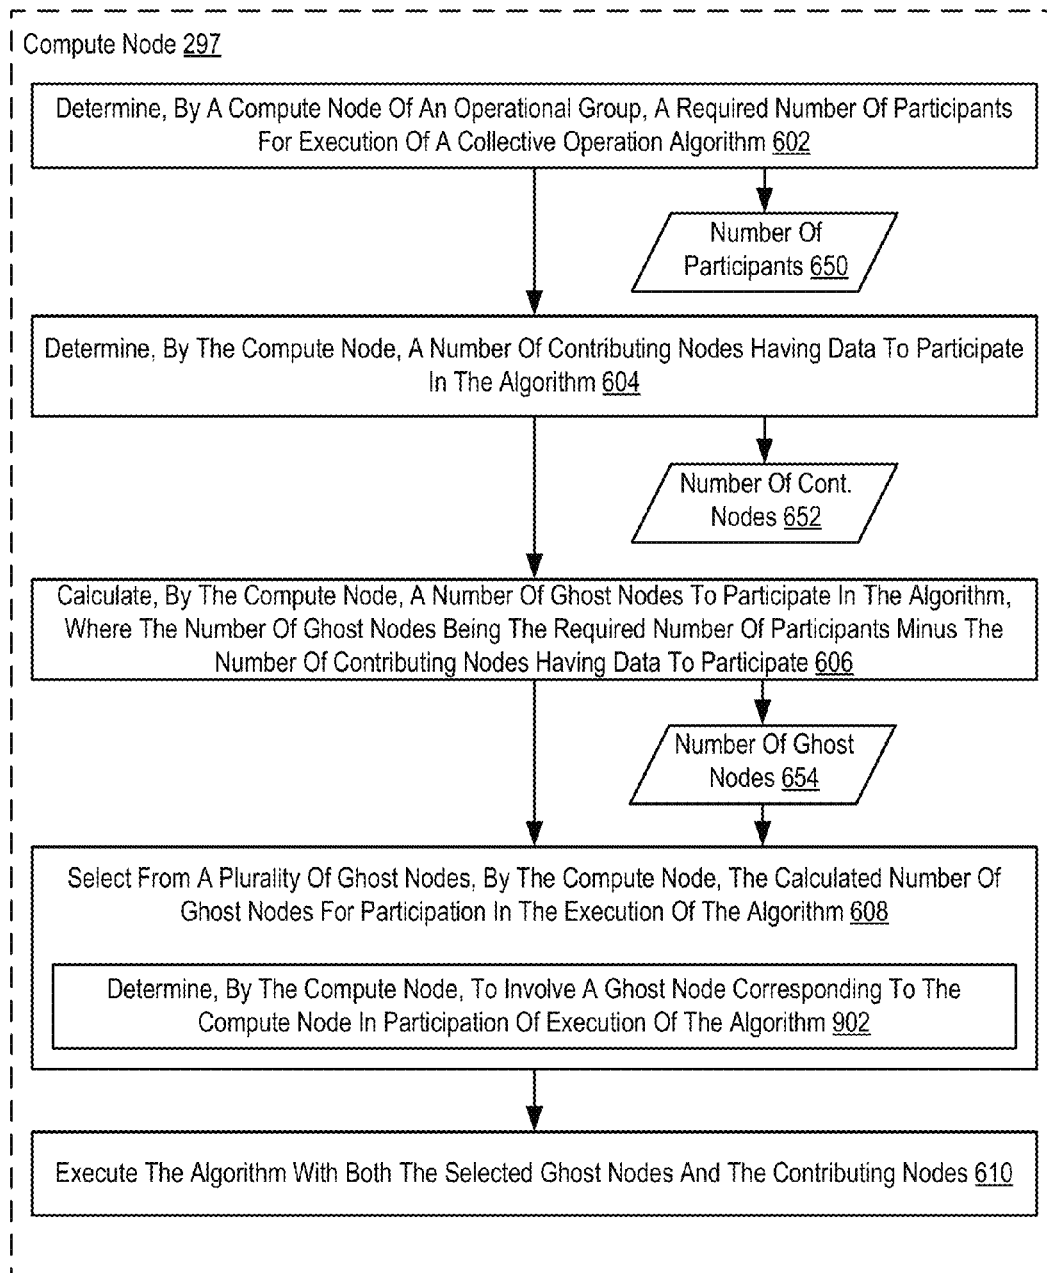 Compute Node 297
Determine, By A Compute Node Of An Operational Group, A Required Number Of Participants
For Execution Of A Collective Operation Algorithm 602
Number Of
Participants 650
Determine, By The Compute Node, A Number Of Contributing Nodes Having Data To Participate
In The Algorithm 604
Number Of Cont.
Nodes 652
Calculate, By The Compute Node, A Number Of Ghost Nodes To Participate In The Algorithm,
Where The Number Of Ghost Nodes Being The Required Number Of Participants Minus The
Number Of Contributing Nodes Having Data To Participate 606
Number Of Ghost
Nodes 654
Select From A Plurality Of Ghost Nodes, By The Compute Node, The Calculated Number Of
Ghost Nodes For Participation In The Execution Of The Algorithm 608
Determine, By The Compute Node, To Involve A Ghost Node Corresponding To The
Compute Node In Participation Of Execution Of The Algorithm 902
Execute The Algorithm With Both The Selected Ghost Nodes And The Contributing Nodes 610